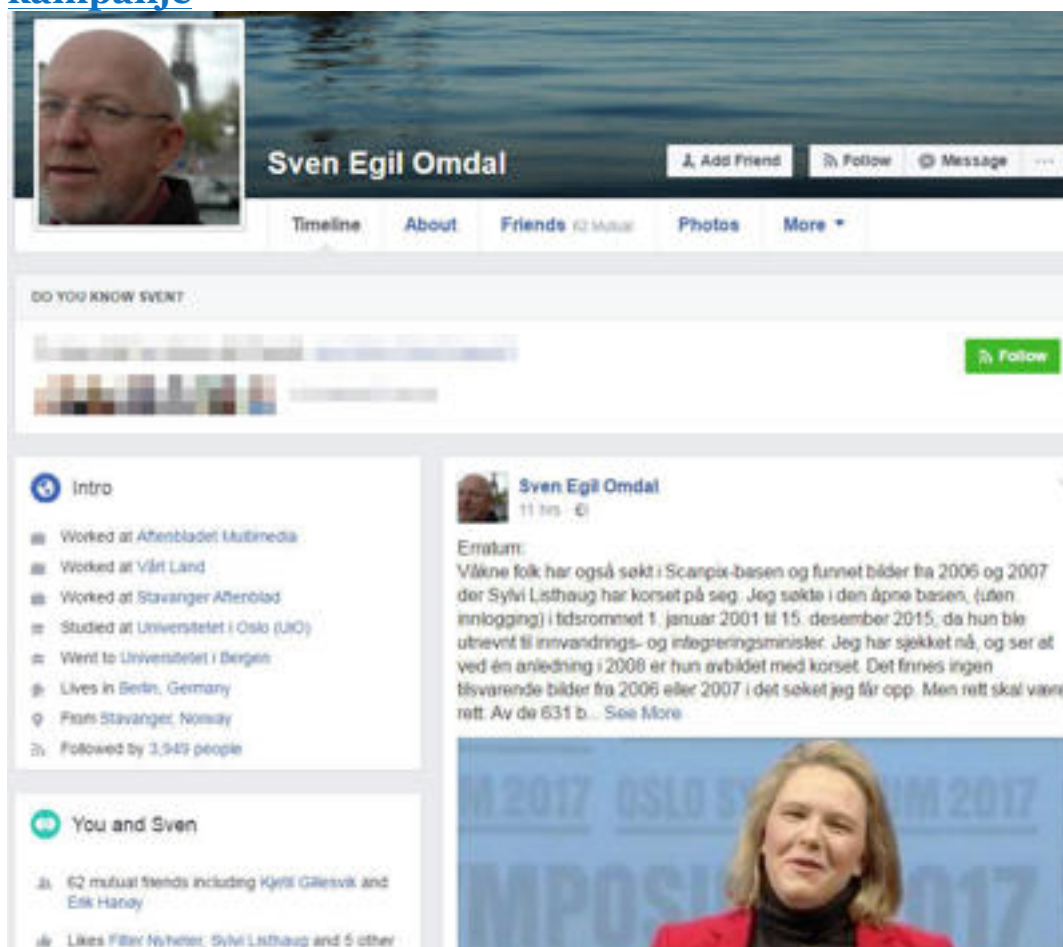 kampanje
Sven Egil Omdal
Add Friend
Follow
Message
Timeline
About
Friends 62 Mutual
Photos
More
DO YOU KNOW SVEN?
Follow
Intro
Worked at Aftenbladet Multimedia
Worked at Vårt Land
Worked at Stavanger Aftenblad
Studied at Universitetet i Oslo (UiO)
Went to Universitetet i Bergen
Lives in Berlin, Germany
From Stavanger, Norway
Followed by 3,949 people
Sven Egil Omdal
11 hrs
Erratum:
Våkne folk har også søkt i Scanpix-basen og funnet bilder fra 2006 og 2007
der Sylvi Listhaug har korset på seg. Jeg søkte i den åpne basen, (uten
innlogging) i tidsrommet 1. januar 2001 til 15. desember 2015, da hun ble
utnevnt til innvandrings- og integreringsminister. Jeg har sjekket nå, og ser at
ved én anledning i 2008 er hun avbildet med korset. Det finnes ingen
tilsvarende bilder fra 2006 eller 2007 i det søket jeg får opp. Men rett skal være
rett. Av de 631 b... See More
M 2017 OSLO SY UM 2017
MPOSI 2017
You and Sven
62 mutual friends including Kjetil Gillesvik and
Erik Hanøy
Likes Filter Nyheter, Sylvi Listhaug and 5 other